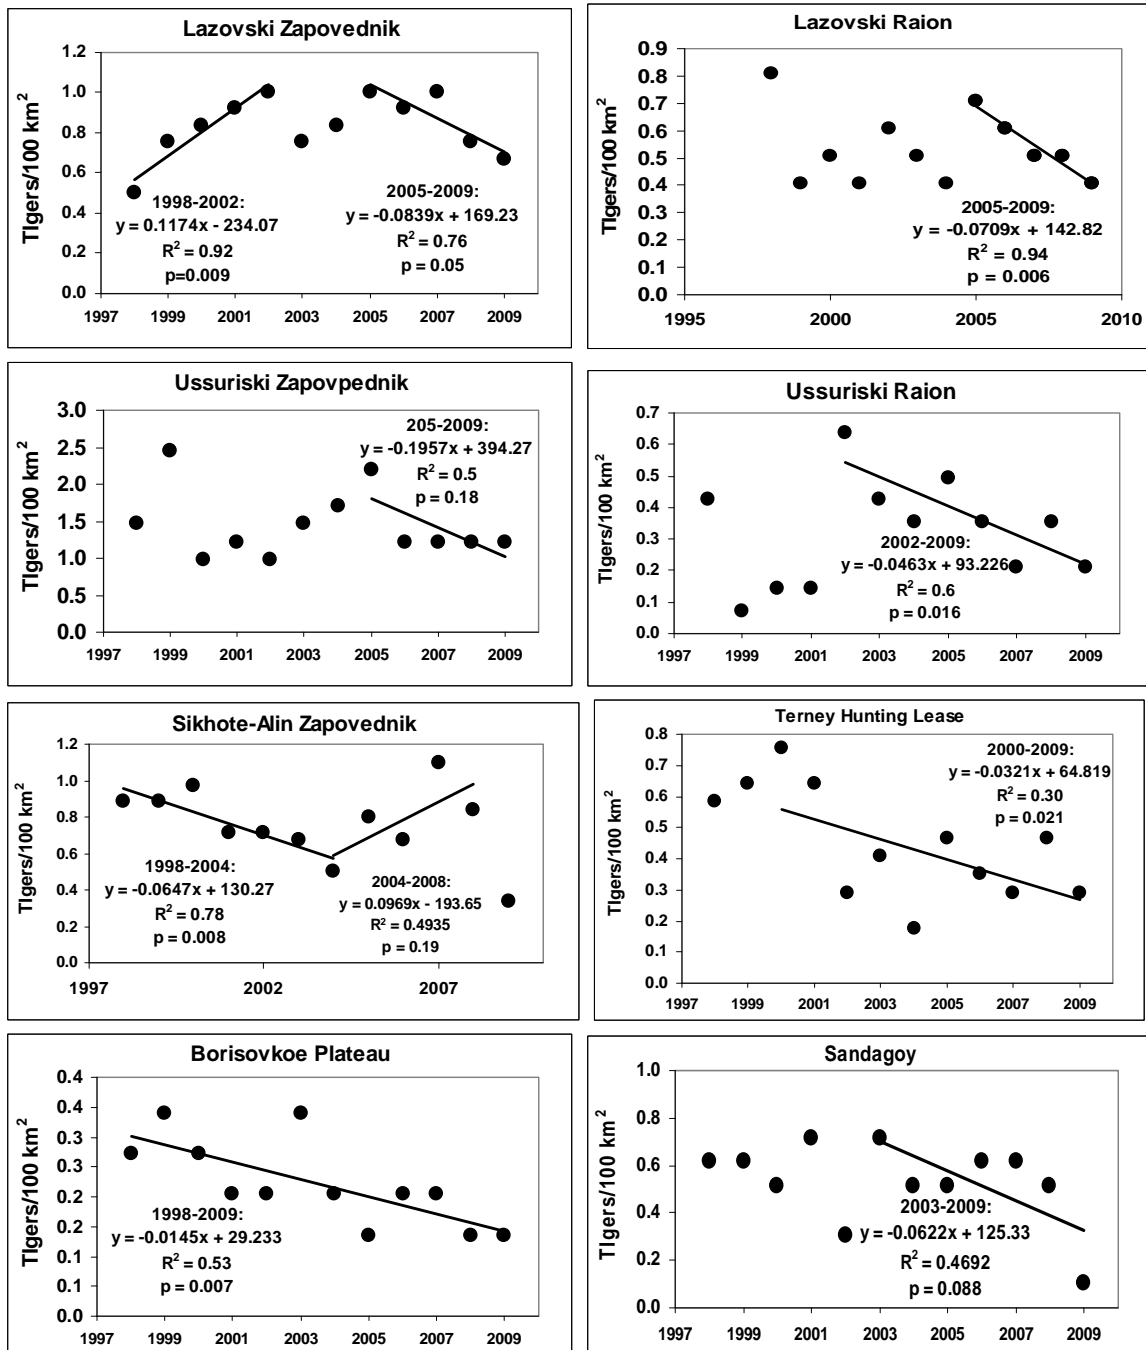 Lazovski Zapovednik
TIgers/100 km²
1.2
1.0
0.8
0.6
0.4
0.2
0.0
1998-2002:
y = 0.1174x - 234.07
R² = 0.92
p=0.009
2005-2009:
y = -0.0839x + 169.23
R² = 0.76
p = 0.05
1997 1999 2001 2003 2005 2007 2009
Lazovski Raion
TIgers/100 km²
0.9
0.8
0.7
0.6
0.5
0.4
0.3
0.2
0.1
0.0
2005-2009:
y = -0.0709x + 142.82
R² = 0.94
p = 0.006
1995 2000 2005 2010
Ussuriski Zapovpednik
TIgers/100 km²
3.0
2.5
2.0
1.5
1.0
0.5
0.0
205-2009:
y = -0.1957x + 394.27
R² = 0.5
p = 0.18
1997 1999 2001 2003 2005 2007 2009
Ussuriski Raion
TIgers/100 km²
0.7
0.6
0.5
0.4
0.3
0.2
0.1
0.0
2002-2009:
y = -0.0463x + 93.226
R² = 0.6
p = 0.016
1997 1999 2001 2003 2005 2007 2009
Sikhote-Alin Zapovednik
TIgers/100 km²
1.2
1.0
0.8
0.6
0.4
0.2
0.0
1998-2004:
y = -0.0647x + 130.27
R² = 0.78
p = 0.008
2004-2008:
y = 0.0969x - 193.65
R² = 0.4935
p = 0.19
1997 2002 2007
Terney Hunting Lease
TIgers/100 km²
0.8
0.7
0.6
0.5
0.4
0.3
0.2
0.1
0.0
2000-2009:
y = -0.0321x + 64.819
R² = 0.30
p = 0.021
1997 1999 2001 2003 2005 2007 2009
Borisovkoe Plateau
TIgers/100 km²
0.4
0.4
0.3
0.3
0.2
0.2
0.1
0.1
0.0
1998-2009:
y = -0.0145x + 29.233
R² = 0.53
p = 0.007
1997 1999 2001 2003 2005 2007 2009
Sandagoy
TIgers/100 km²
1.0
0.8
0.6
0.4
0.2
0.0
2003-2009:
y = -0.0622x + 125.33
R² = 0.4692
p = 0.088
1997 1999 2001 2003 2005 2007 2009